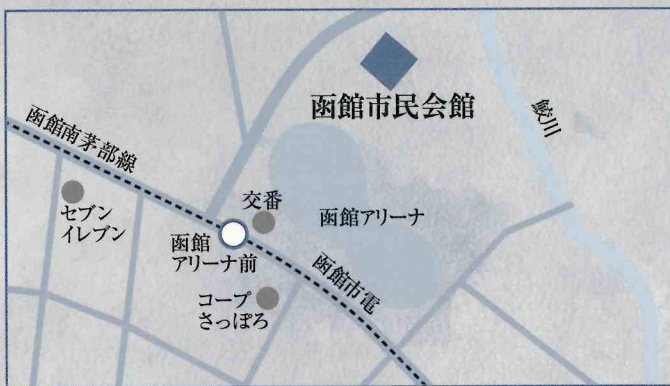 函館市民会館
鮫川
函館南茅部線
セブン
イレブン
交番
函館アリーナ
函館
アリーナ前
函館市電
コープ
さっぽろ